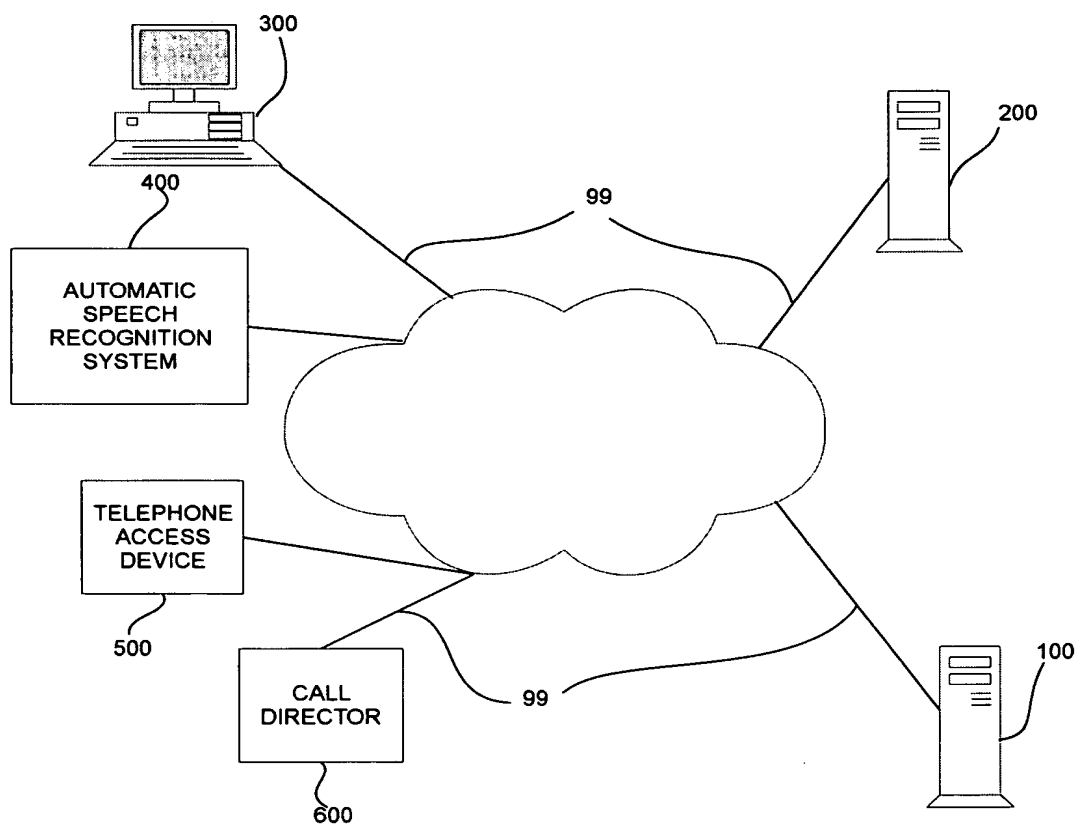 300
200
400
99
AUTOMATIC
SPEECH
RECOGNITION
SYSTEM
TELEPHONE
ACCESS
DEVICE
500
100
99
CALL
DIRECTOR
600